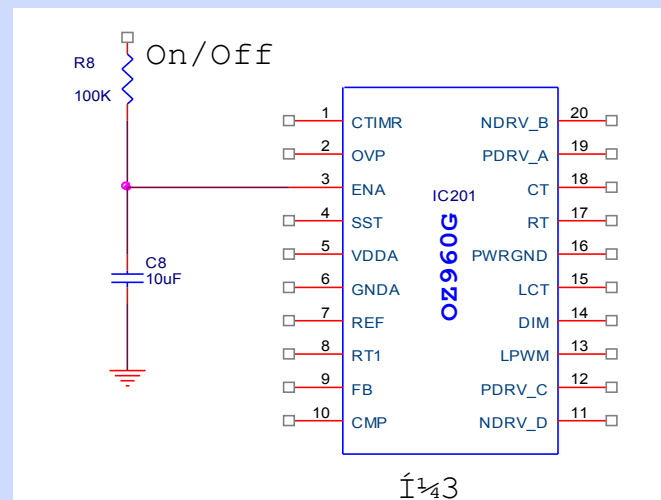 On/Off
R8
100K
C8
10uF
IC201
OZ960G
1 CTIMR
2 OVP
3 ENA
4 SST
5 VDDA
6 GNDA
7 REF
8 RT1
9 FB
10 CMP
NDRV_B 20
PDRV_A 19
CT 18
RT 17
PWRGND 16
LCT 15
DIM 14
LPWM 13
PDRV_C 12
NDRV_D 11
Í¼3